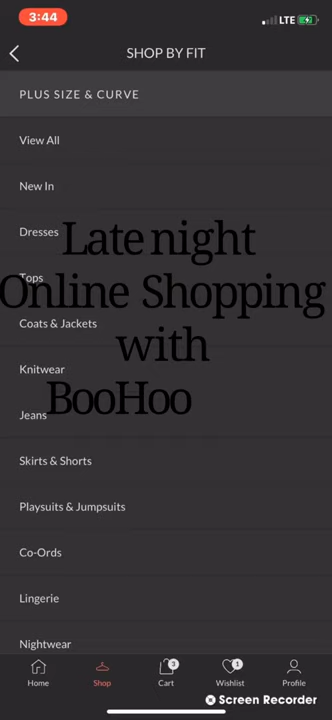 3:44
LTE
SHOP BY FIT
PLUS SIZE & CURVE
View All
New In
Dresses
Late night
Tops
Online Shopping
Coats & Jackets
with
Knitwear
BooHoo
Jeans
Skirts & Shorts
Playsuits & Jumpsuits
Co-Ords
Lingerie
Nightwear
3
1
Home Shop Cart Wishlist Profile
Screen Recorder